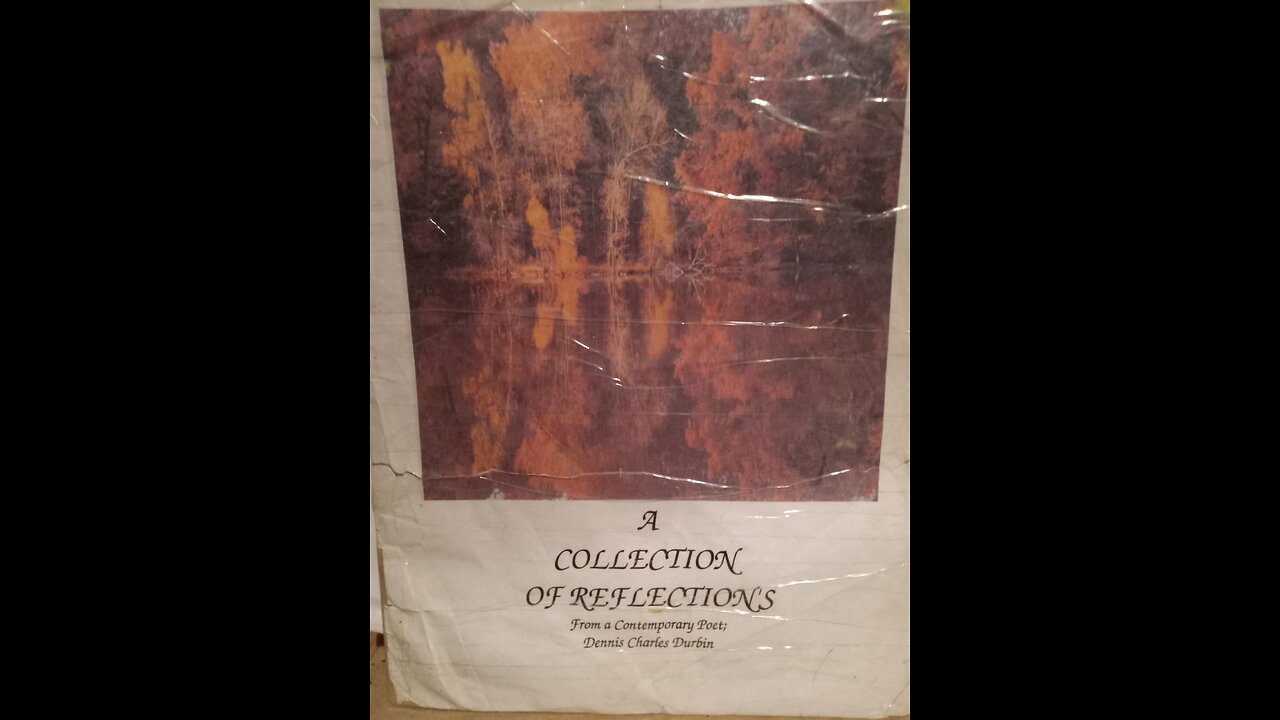 A
COLLECTION
OF REFLECTIONS
From a Contemporary Poet;
Dennis Charles Durbin